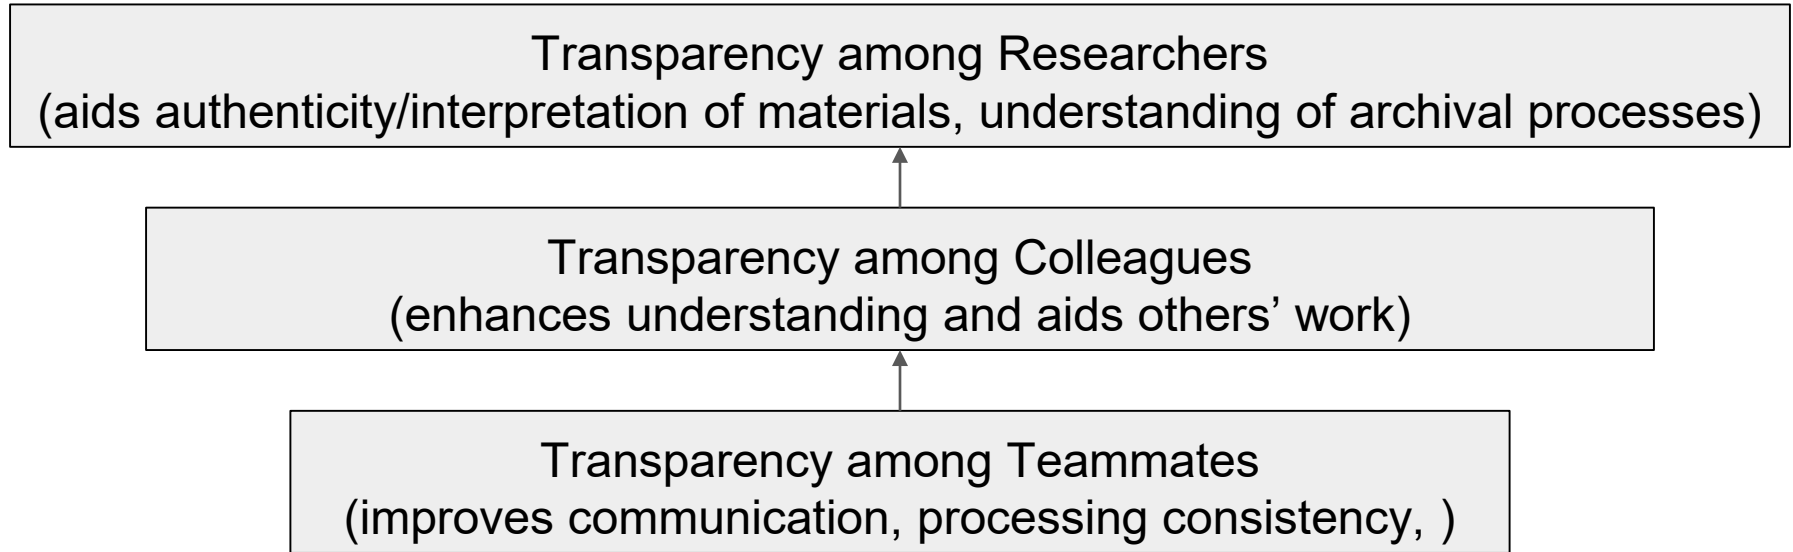 Transparency among Researchers
(aids authenticity/interpretation of materials, understanding of archival processes)
Transparency among Colleagues
(enhances understanding and aids others’ work)
Transparency among Teammates
(improves communication, processing consistency, )